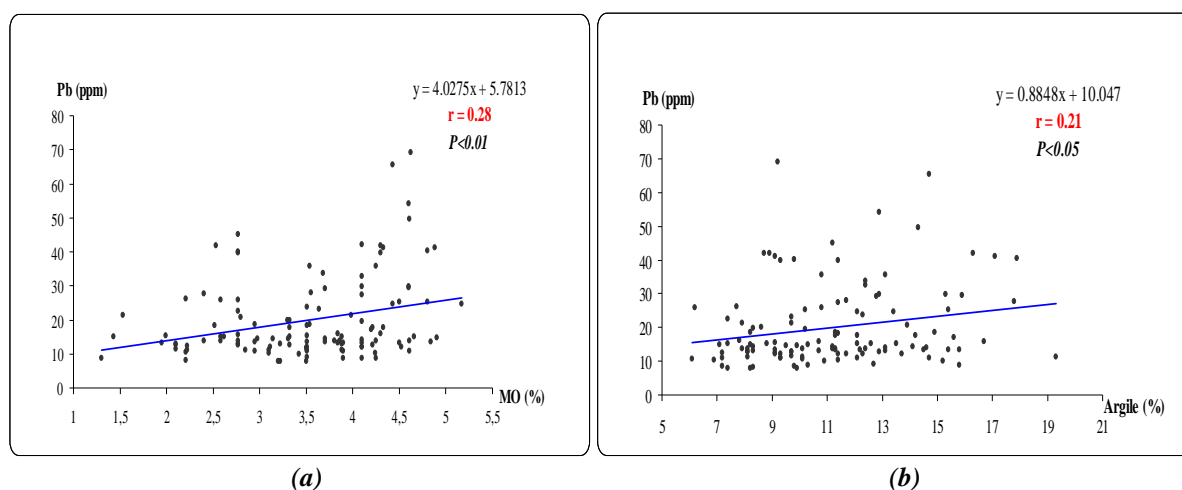 Pb (ppm)
y = 4.0275x + 5.7813
r = 0.28
P<0.01
80
70
60
50
40
30
20
10
0
1 1,5 2 2,5 3 3,5 4 4,5 5 5,5
MO (%)
(a)
Pb (ppm)
y = 0.8848x + 10.047
r = 0.21
P<0.05
80
70
60
50
40
30
20
10
0
5 7 9 11 13 15 17 19 21
Argile (%)
(b)